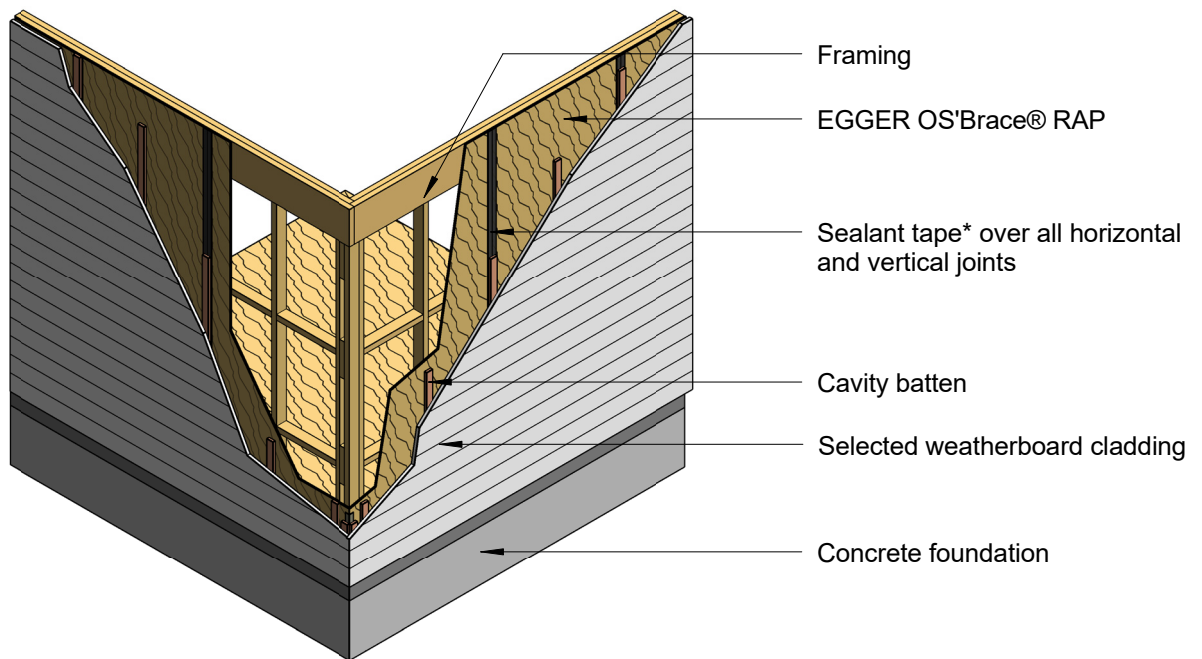 Framing
EGGER OS'Brace® RAP
Sealant tape* over all horizontal
and vertical joints
Cavity batten
Selected weatherboard cladding
Concrete foundation